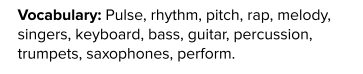 Vocabulary: Pulse, rhythm, pitch, rap, melody,
singers, keyboard, bass, guitar, percussion,
trumpets, saxophones, perform.